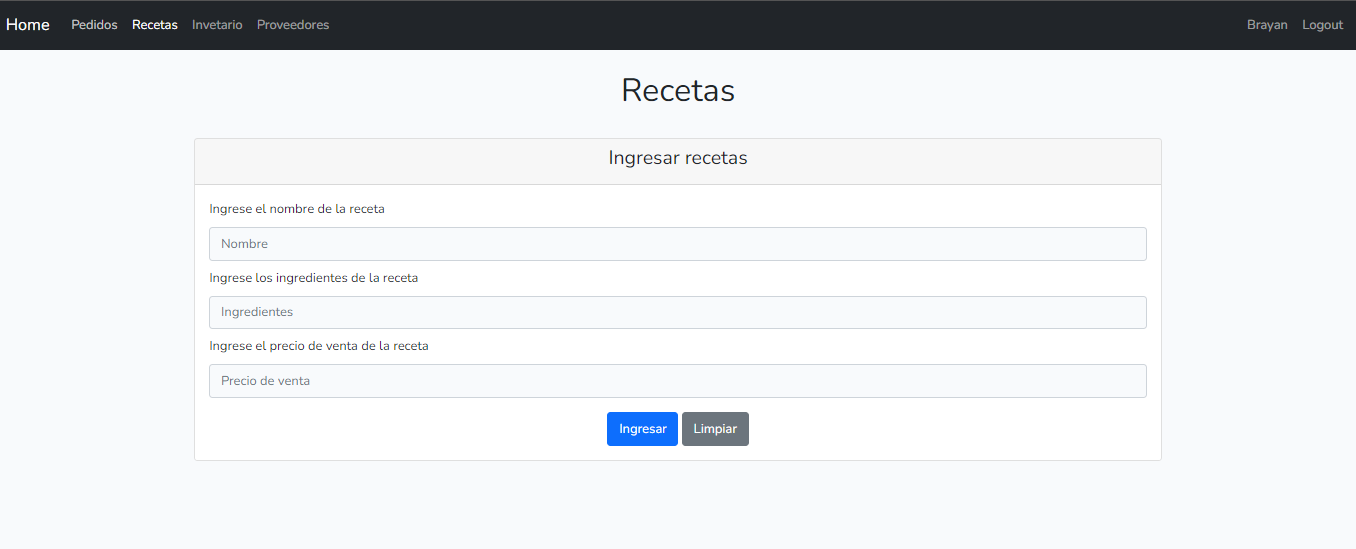 Home Pedidos Recetas Invetario Proveedores Brayan Logout
Recetas
Ingresar recetas
Ingrese el nombre de la receta
Nombre
Ingrese los ingredientes de la receta
Ingredientes
Ingrese el precio de venta de la receta
Precio de venta
Ingresar Limpiar